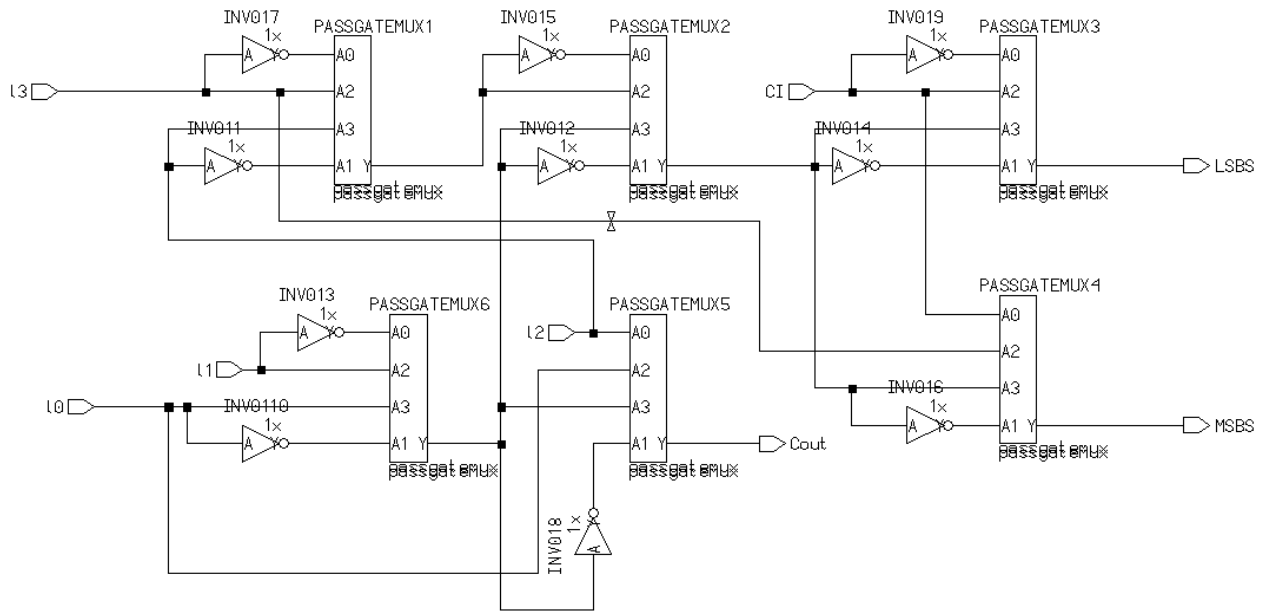 INV017
1x
A Y
PASSGATEMUX1
A0
A2
A3
A1 Y
passgatemux
INV015
1x
A Y
PASSGATEMUX2
A0
A2
A3
A1 Y
passgatemux
INV019
1x
A Y
PASSGATEMUX3
A0
A2
A3
A1 Y
passgatemux
I3
CI
INV011
1x
A Y
INV012
1x
A Y
INV014
1x
A Y
LSBS
INV013
1x
A Y
PASSGATEMUX6
A0
A2
A3
A1 Y
passgatemux
I2
PASSGATEMUX5
A0
A2
A3
A1 Y
passgatemux
PASSGATEMUX4
A0
A2
A3
A1 Y
passgatemux
I1
I0
INV0110
1x
A Y
INV016
1x
A Y
MSBS
Cout
INV018
1x
A Y